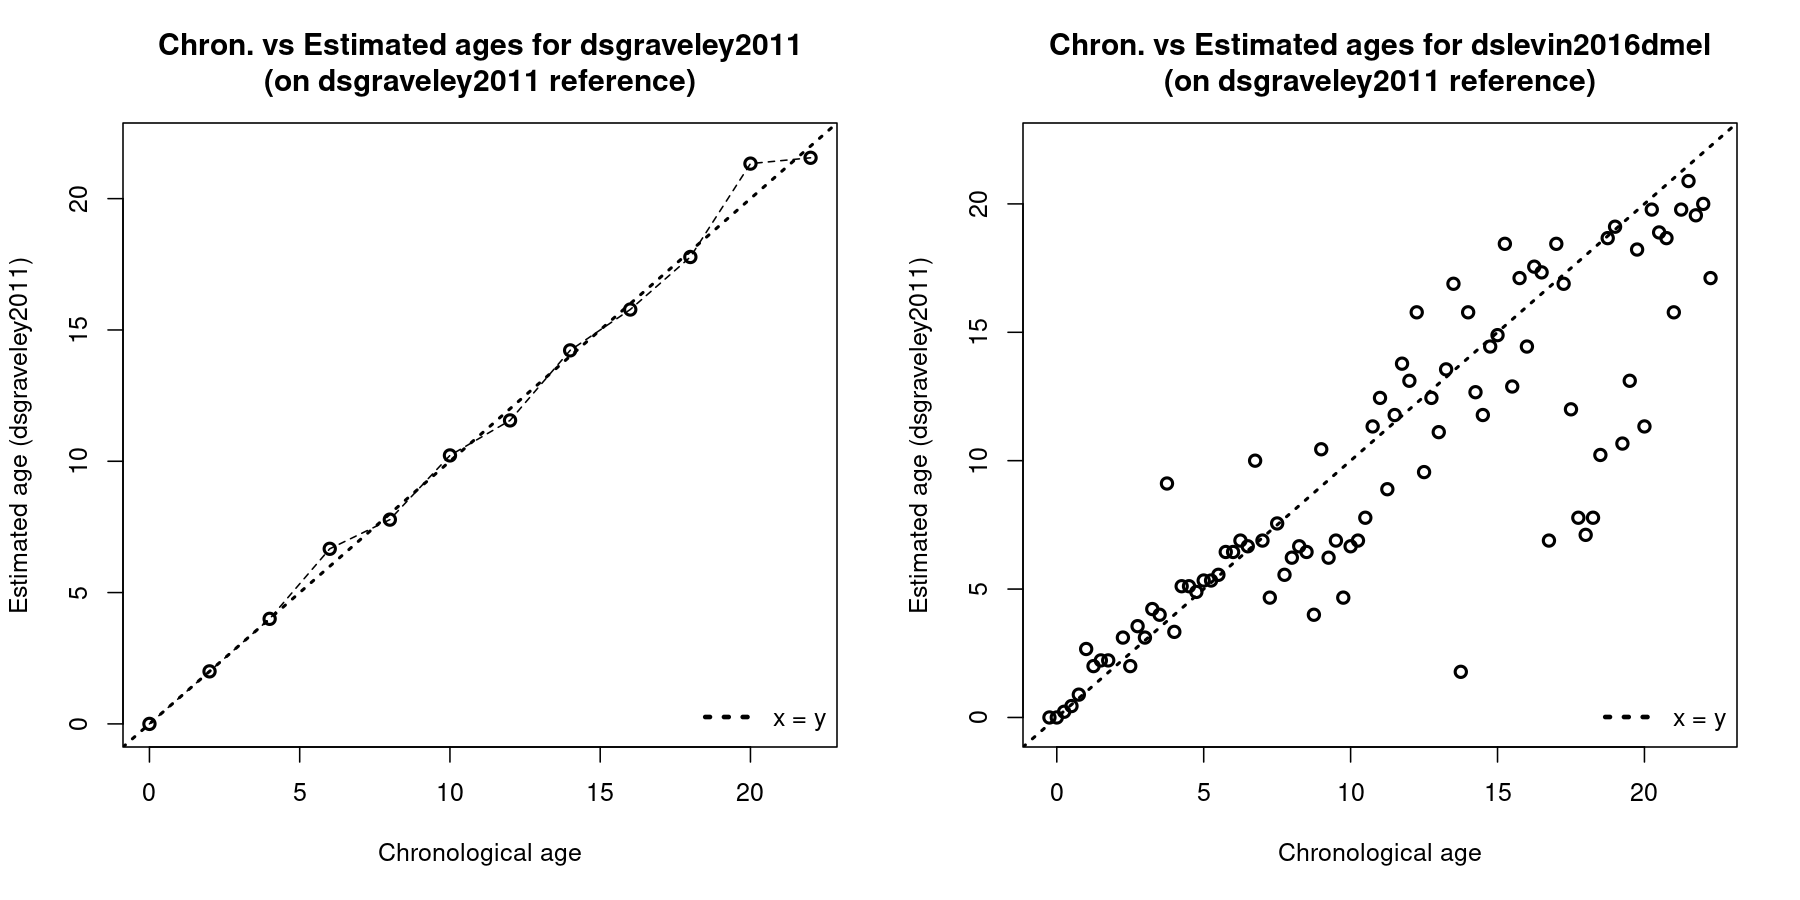 Chron. vs Estimated ages for dsgraveley2011
(on dsgraveley2011 reference)
Estimated age (dsgraveley2011)
20
15
10
5
0
x = y
0 5 10 15 20
Chronological age
Chron. vs Estimated ages for dslevin2016dmel
(on dsgraveley2011 reference)
Estimated age (dsgraveley2011)
20
15
10
5
0
x = y
0 5 10 15 20
Chronological age